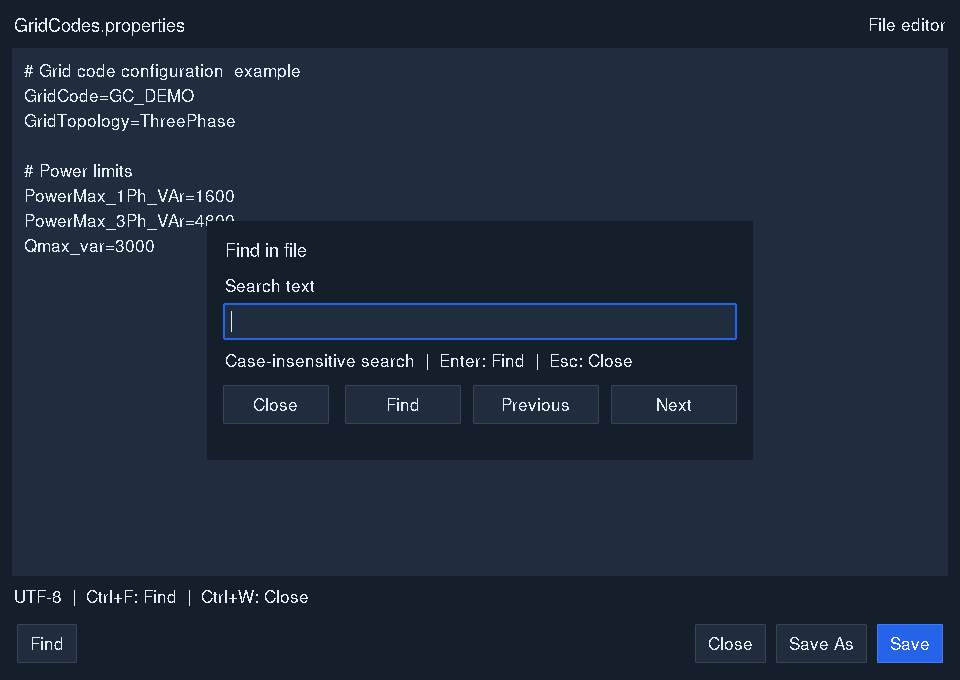 GridCodes.properties
File editor
# Grid code configuration  example
GridCode=GC_DEMO
GridTopology=ThreePhase
# Power limits
PowerMax_1Ph_VAr=1600
PowerMax_3Ph_VAr=4800
Qmax_var=3000
Find in file
Search text
Case-insensitive search | Enter: Find | Esc: Close
Close
Find
Previous
Next
UTF-8 | Ctrl+F: Find | Ctrl+W: Close
Find
Close
Save As
Save